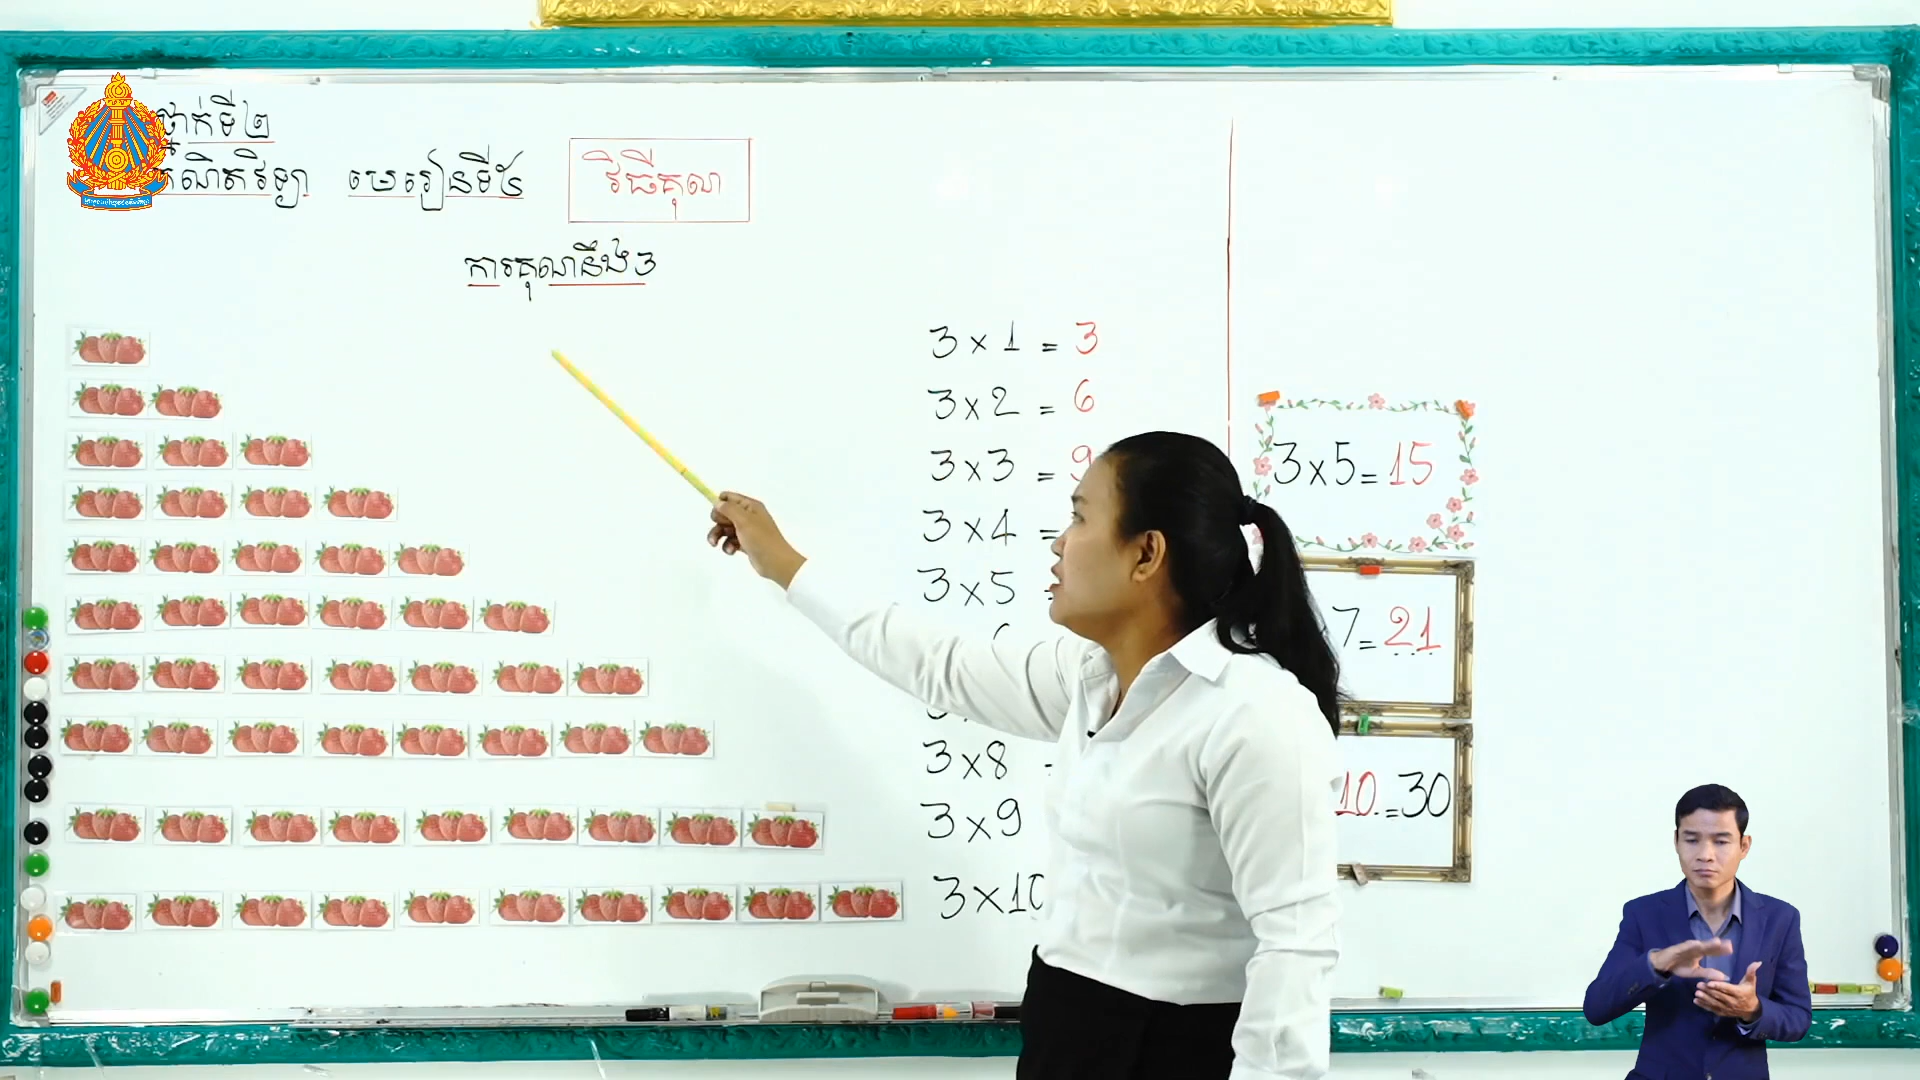 ថ្នាក់ទី២
គណិតវិទ្យា មេរៀនទី៤ វិធីគុណ
ការគុណនឹង3
3 × 1 = 3
3 × 2 = 6
3 × 3 = 9
3 × 4 =
3 × 5
3 × 8
3 × 9
3 × 10
3 × 5 = 15
7 = 21
10 = 30